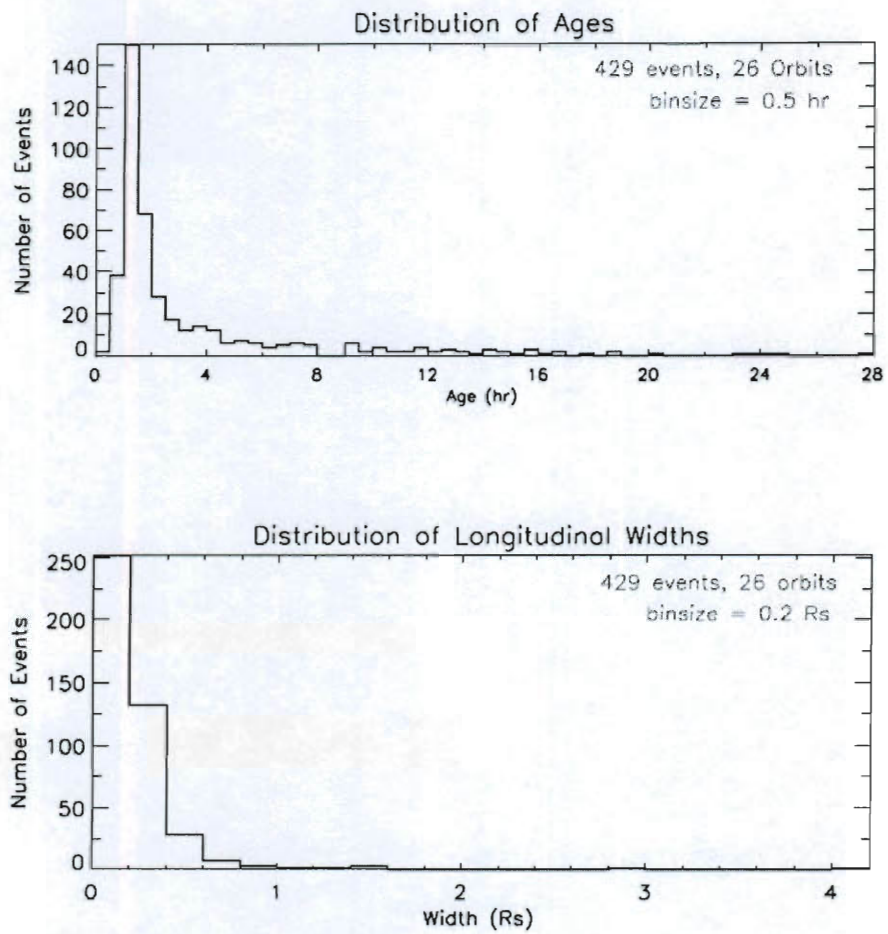 Distribution of Ages
429 events, 26 Orbits
binsize = 0.5 hr
Number of Events
140
120
100
80
60
40
20
0
0 4 8 12 16 20 24 28
Age (hr)
Distribution of Longitudinal Widths
429 events, 26 orbits
binsize = 0.2 Rs
Number of Events
250
200
150
100
50
0
0 1 2 3 4
Width (Rs)